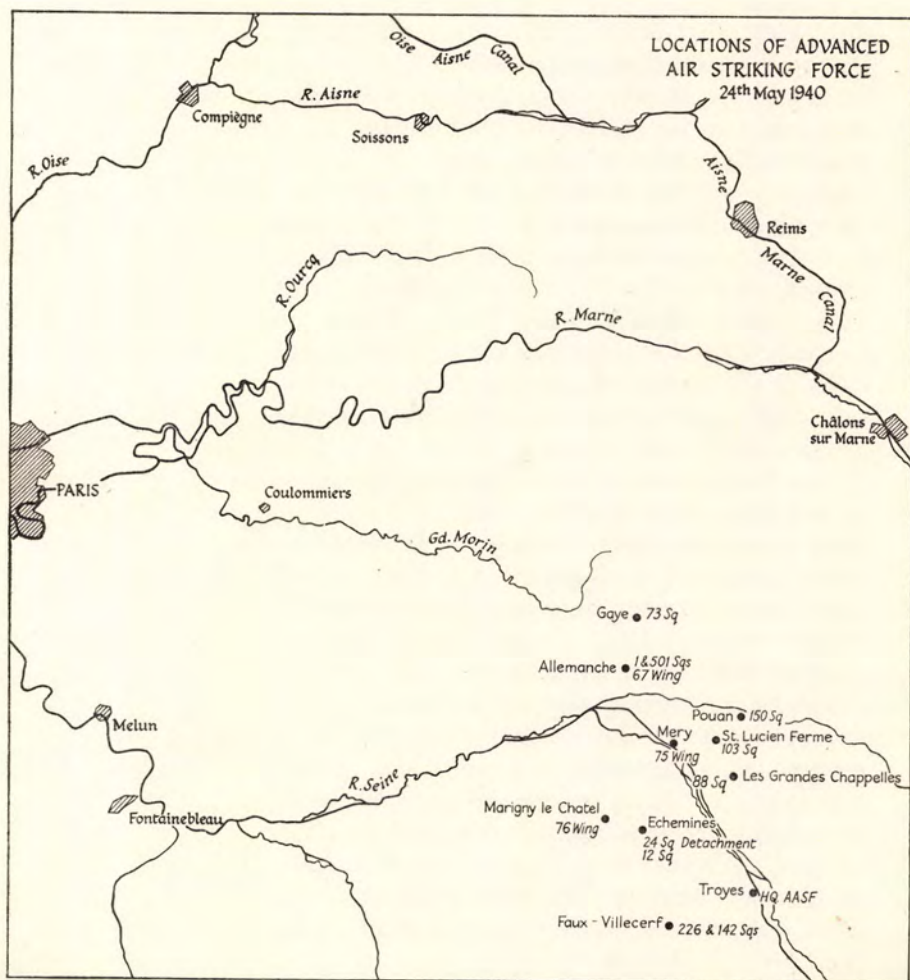 LOCATIONS OF ADVANCED
AIR STRIKING FORCE
24th May 1940
Oise
Aisne
Canal
R. Aisne
Compiègne
Soissons
R. Oise
Aisne
Reims
Marne
Canal
R. Ourcq
R. Marne
Châlons
sur Marne
PARIS
Coulommiers
Gd. Morin
Gaye 73 Sq
Allemanche 1 & 501 Sqs
67 Wing
Pouan 150 Sq
Melun
Mery
75 Wing
St. Lucien Ferme
103 Sq
88 Sq Les Grandes Chappelles
R. Seine
Fontainebleau
Marigny le Chatel
76 Wing
Echemines
24 Sq Detachment
12 Sq
Troyes HQ AASF
Faux - Villecerf 226 & 142 Sqs